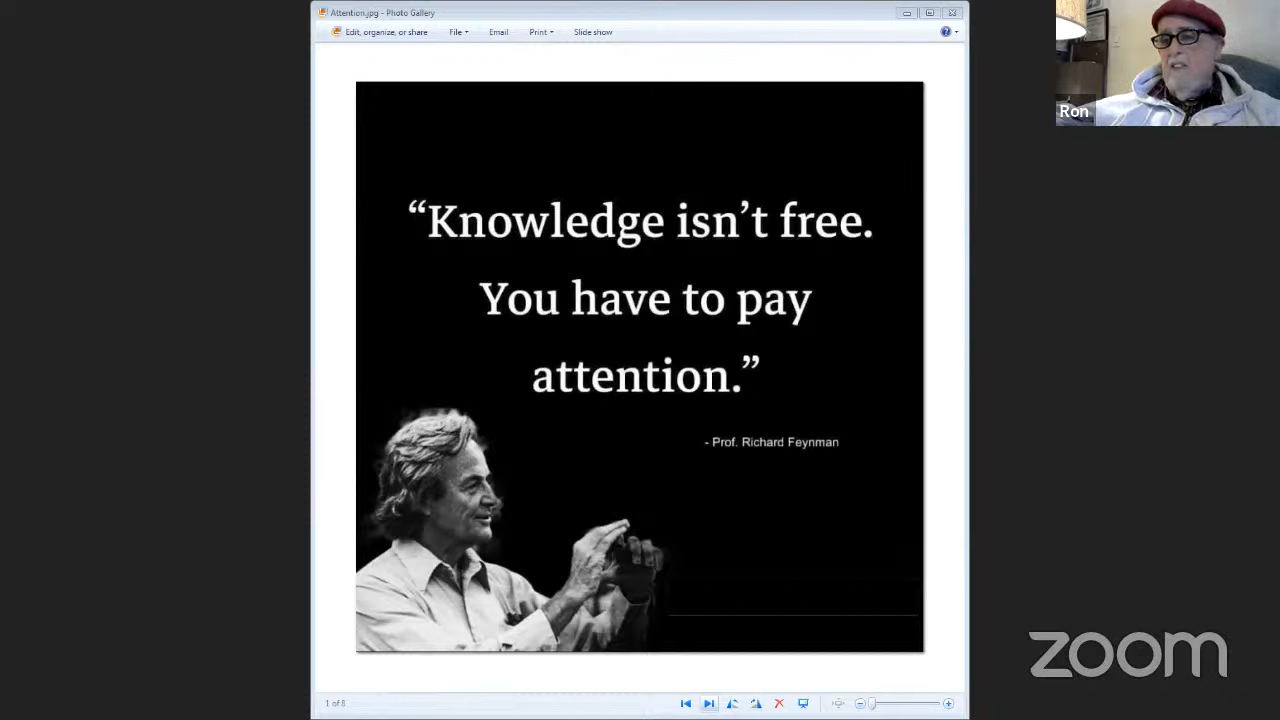 Attention.jpg - Photo Gallery
Edit, organize, or share File Email Print Slide show
Ron
“Knowledge isn’t free.
You have to pay
attention.”
- Prof. Richard Feynman
zoom
1 of 8